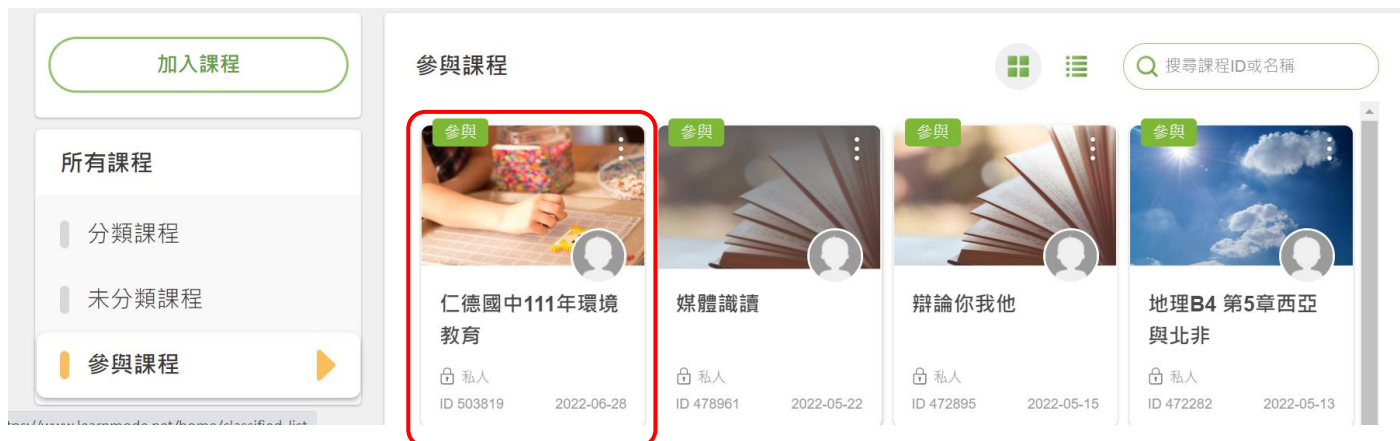 加入課程
所有課程
分類課程
未分類課程
參與課程
參與課程
搜尋課程ID或名稱
參與
仁德國中111年環境
教育
私人
ID 503819 2022-06-28
參與
媒體識讀
私人
ID 478961 2022-05-22
參與
辯論你我他
私人
ID 472895 2022-05-15
參與
地理B4 第5章西亞
與北非
私人
ID 472282 2022-05-13